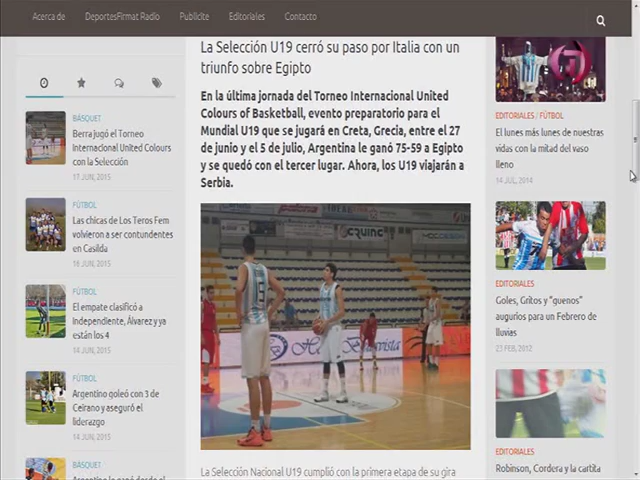 Acerca de
DeportesFirmat Radio
Publicite
Editoriales
Contacto
BÁSQUET
Berra jugó el Torneo
Internacional United Colours
con la Selección
17 JUN, 2015
FÚTBOL
Las chicas de Los Teros Fem
volvieron a ser contundentes
en Casilda
16 JUN, 2015
FÚTBOL
El empate clasificó a
Independiente, Álvarez y ya
están los 4
14 JUN, 2015
FÚTBOL
Argentino goleó con 3 de
Ceirano y aseguró el
liderazgo
14 JUN, 2015
BÁSQUET
La Selección U19 cerró su paso por Italia con un
triunfo sobre Egipto
En la última jornada del Torneo Internacional United
Colours of Basketball, evento preparatorio para el
Mundial U19 que se jugará en Creta, Grecia, entre el 27
de junio y el 5 de julio, Argentina le ganó 75-59 a Egipto
y se quedó con el tercer lugar. Ahora, los U19 viajarán a
Serbia.
La Selección Nacional U19 cumplió con la primera etapa de su gira
EDITORIALES / FÚTBOL
El lunes más lunes de nuestras
vidas con la mitad del vaso
lleno
14 JUL, 2014
EDITORIALES
Goles, Gritos y "guenos"
augurios para un Febrero de
lluvias
23 FEB, 2012
EDITORIALES
Robinson, Cordera y la cartita